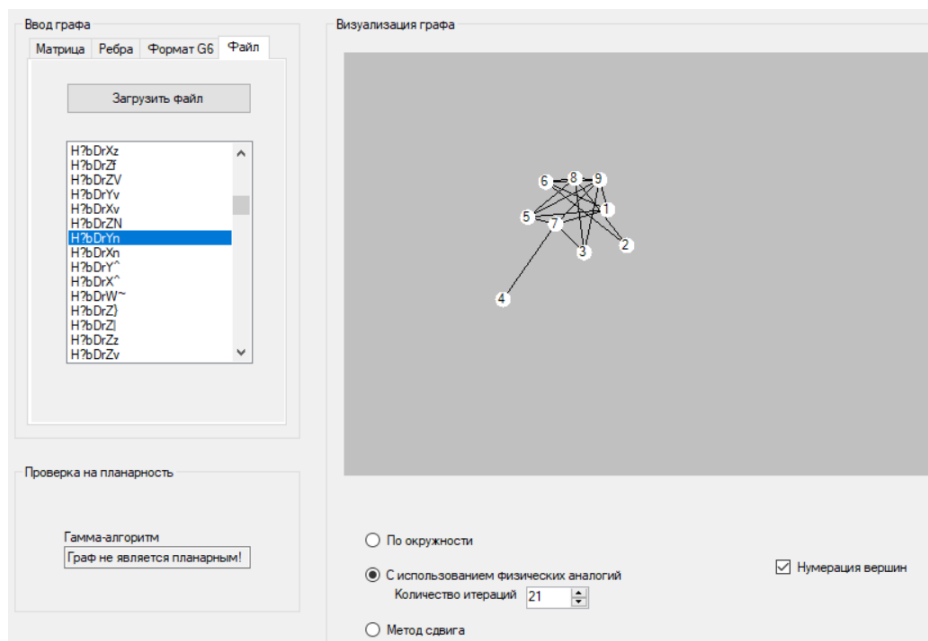 Ввод графа
Матрица Ребра Формат G6 Файл
Загрузить файл
H?bDrXz
H?bDrZf
H?bDrZV
H?bDrYv
H?bDrXv
H?bDrZN
H?bDrYn
H?bDrXn
H?bDrY^
H?bDrX^
H?bDrW~
H?bDrZ}
H?bDrZ|
H?bDrZz
H?bDrZv
Проверка на планарность
Гамма-алгоритм
Граф не является планарным!
Визуализация графа
6 8 9
5 7 1
3 2
4
По окружности
С использованием физических аналогий
Количество итераций 21
Метод сдвига
Нумерация вершин